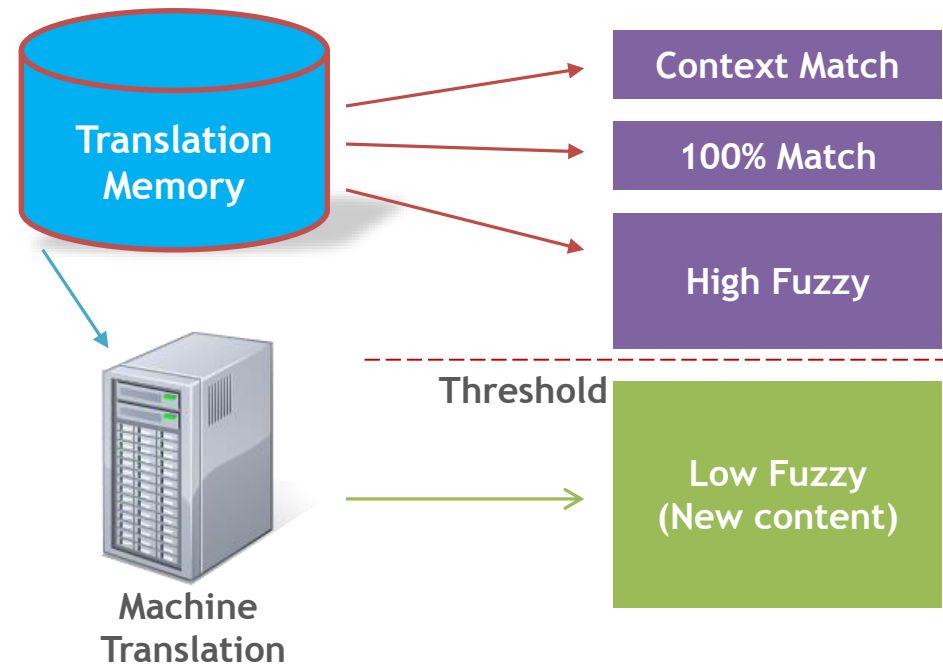 Translation
Memory
Context Match
100% Match
High Fuzzy
Threshold
Low Fuzzy
(New content)
Machine
Translation